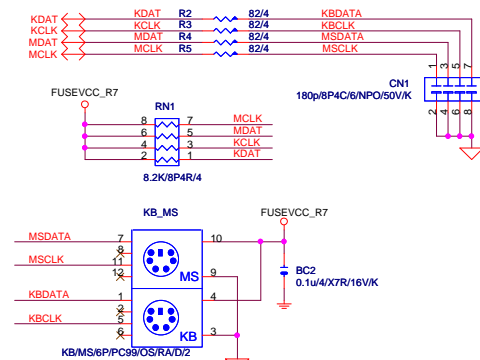 KDAT KDAT R2 82/4 KBDATA
KCLK KCLK R3 82/4 KBCLK
MDAT MDAT R4 82/4 MSDATA
MCLK MCLK R5 82/4 MSCLK
1 3 5 7
CN1
180p/8P4C/6/NPO/50V/K
2 4 6 8
FUSEVCC_R7
RN1
8 7 MCLK
6 5 MDAT
4 3 KCLK
2 1 KDAT
8.2K/8P4R/4
KB_MS
FUSEVCC_R7
MSDATA 7 10
8
MSCLK 11
12 MS 9
BC2
0.1u/4/X7R/16V/K
KBDATA 1 4
2
KBCLK 5
6 KB 3
KB/MS/6P/PC99/OS/RA/D/2